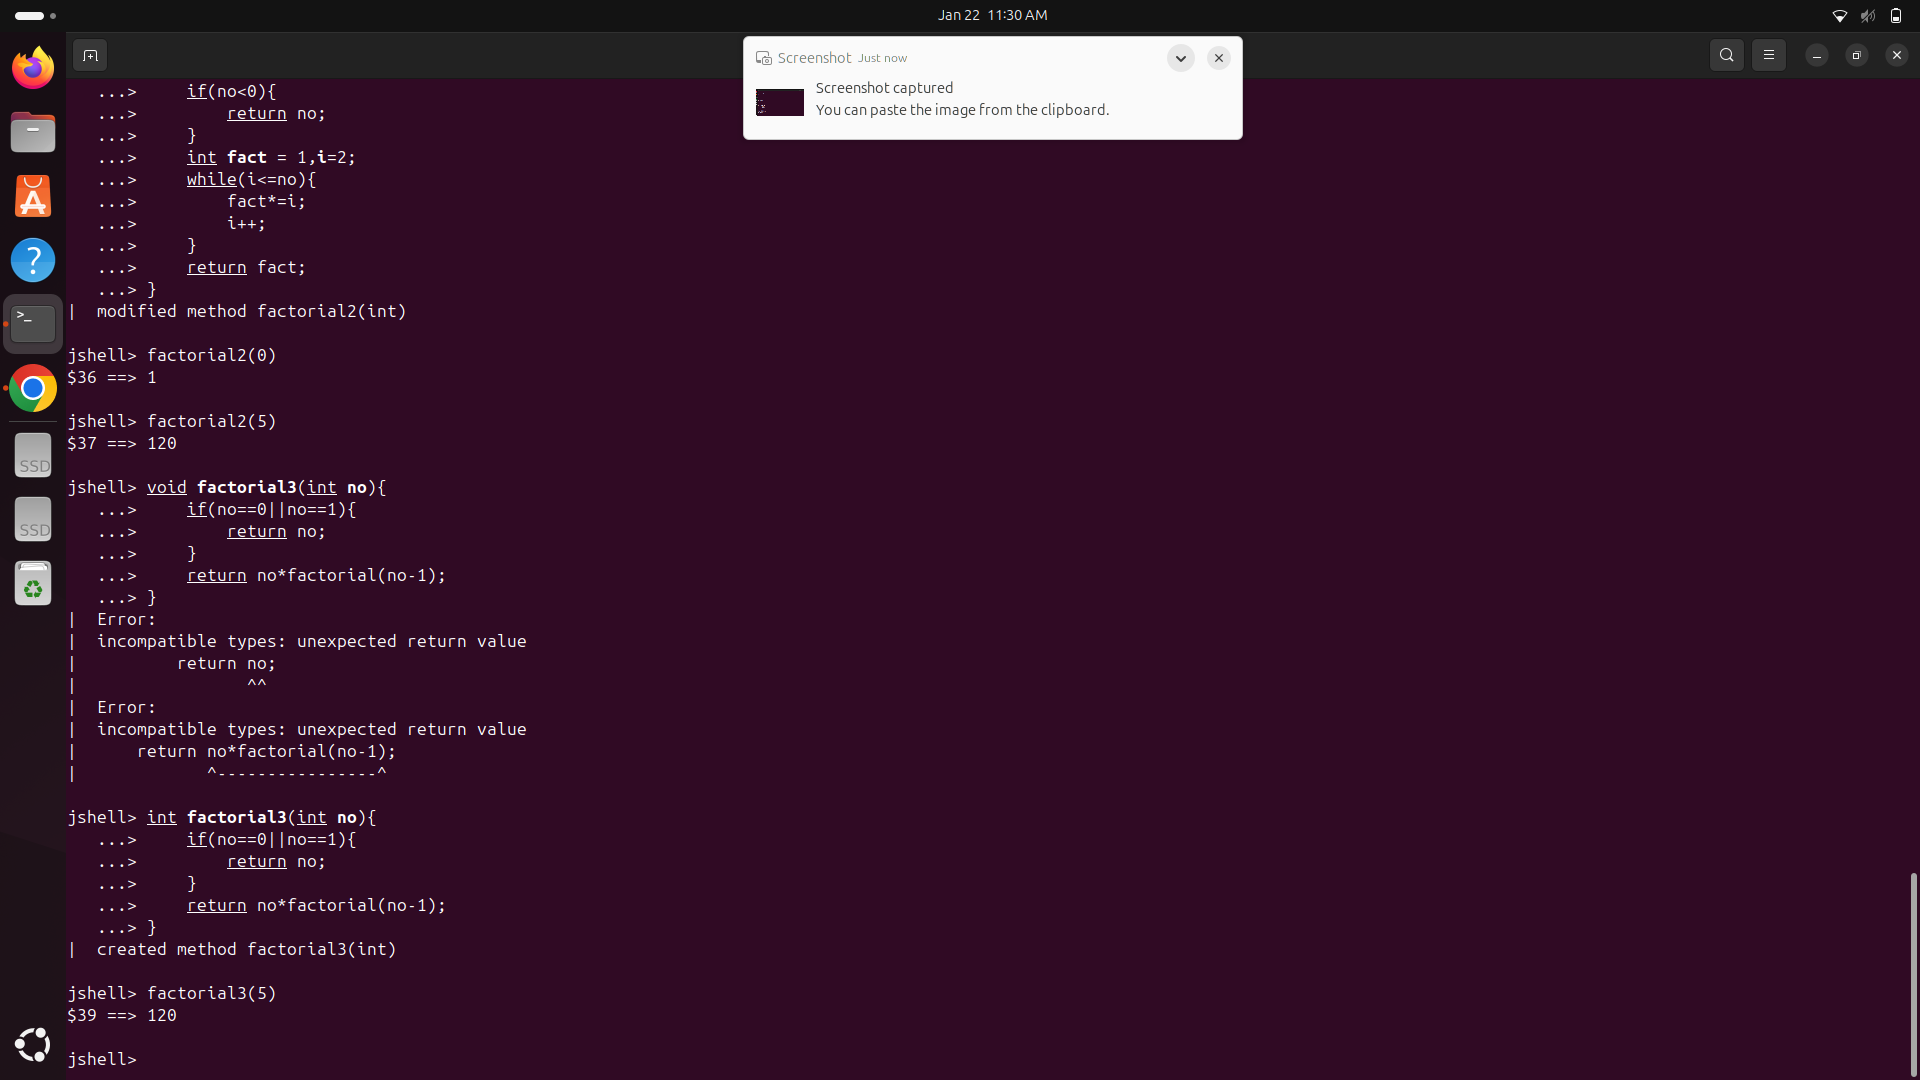 Jan 22 11:30 AM
Screenshot Just now
Screenshot captured
You can paste the image from the clipboard.
...>     if(no<0){
...>         return no;
...>     }
...>     int fact = 1,i=2;
...>     while(i<=no){
...>         fact*=i;
...>         i++;
...>     }
...>     return fact;
...> }
|  modified method factorial2(int)
jshell> factorial2(0)
$36 ==> 1
jshell> factorial2(5)
$37 ==> 120
jshell> void factorial3(int no){
...>     if(no==0||no==1){
...>         return no;
...>     }
...>     return no*factorial(no-1);
...> }
|  Error:
|  incompatible types: unexpected return value
|          return no;
|                 ^^
|  Error:
|  incompatible types: unexpected return value
|      return no*factorial(no-1);
|             ^----------------^
jshell> int factorial3(int no){
...>     if(no==0||no==1){
...>         return no;
...>     }
...>     return no*factorial(no-1);
...> }
|  created method factorial3(int)
jshell> factorial3(5)
$39 ==> 120
jshell>
>_
SSD
SSD